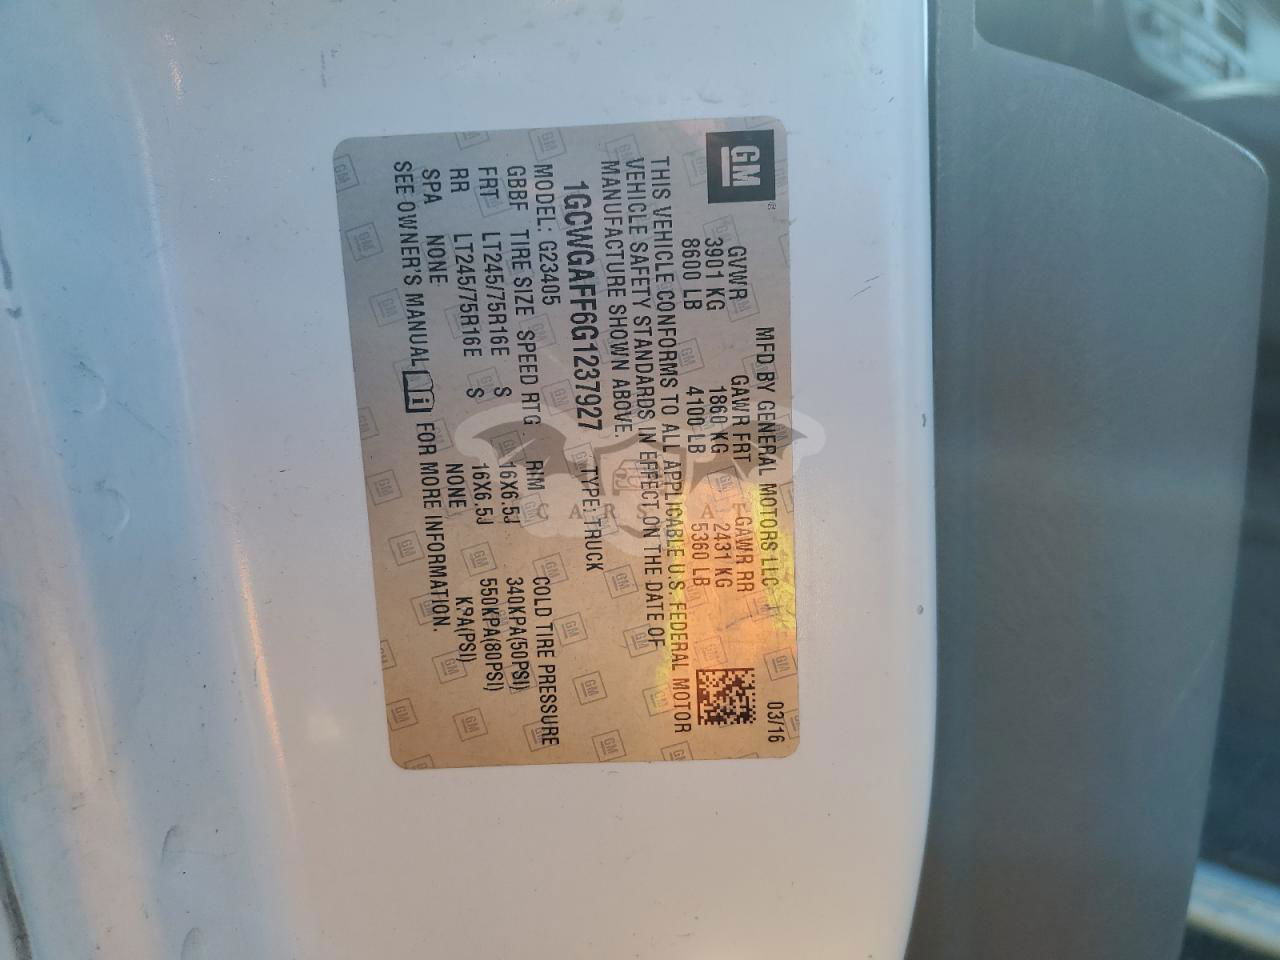 GM
MFD BY GENERAL MOTORS LLC 03/16
GVWR GAWR FRT GAWR RR
3901 KG 1860 KG 2431 KG
8600 LB 4100 LB 5360 LB
THIS VEHICLE CONFORMS TO ALL APPLICABLE U.S. FEDERAL MOTOR
VEHICLE SAFETY STANDARDS IN EFFECT ON THE DATE OF
MANUFACTURE SHOWN ABOVE.
1GCWGAFF6G1237927 TYPE: TRUCK
MODEL: G23405
GBBF TIRE SIZE SPEED RTG RIM COLD TIRE PRESSURE
FRT LT245/75R16E S 16X6.5J 340KPA(50PSI)
RR LT245/75R16E S 16X6.5J 550KPA(80PSI)
SPA NONE NONE KPA(PSI)
SEE OWNER'S MANUAL i FOR MORE INFORMATION.